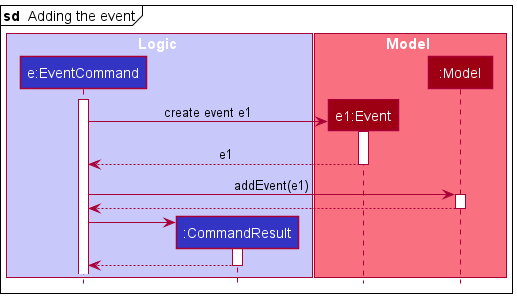 sd Adding the event
Logic
Model
e:EventCommand
:Model
create event e1
e1:Event
e1
addEvent(e1)
:CommandResult